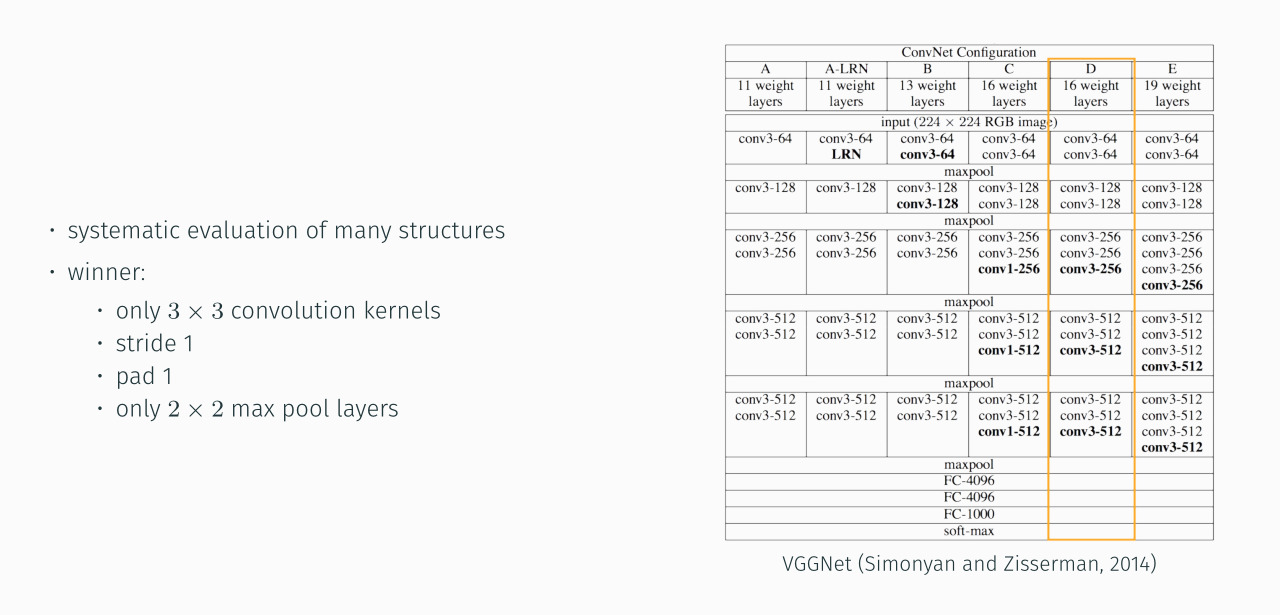 • systematic evaluation of many structures
• winner:
• only 3 × 3 convolution kernels
• stride 1
• pad 1
• only 2 × 2 max pool layers
ConvNet Configuration
A A-LRN B C D E
11 weight 11 weight 13 weight 16 weight 16 weight 19 weight
layers layers layers layers layers layers
input (224 × 224 RGB image)
conv3-64 conv3-64 conv3-64 conv3-64 conv3-64 conv3-64
LRN conv3-64 conv3-64 conv3-64 conv3-64
maxpool
conv3-128 conv3-128 conv3-128 conv3-128 conv3-128 conv3-128
conv3-128 conv3-128 conv3-128 conv3-128
maxpool
conv3-256 conv3-256 conv3-256 conv3-256 conv3-256 conv3-256
conv3-256 conv3-256 conv3-256 conv3-256 conv3-256 conv3-256
conv1-256 conv3-256 conv3-256
conv3-256
maxpool
conv3-512 conv3-512 conv3-512 conv3-512 conv3-512 conv3-512
conv3-512 conv3-512 conv3-512 conv3-512 conv3-512 conv3-512
conv1-512 conv3-512 conv3-512
conv3-512
maxpool
conv3-512 conv3-512 conv3-512 conv3-512 conv3-512 conv3-512
conv3-512 conv3-512 conv3-512 conv3-512 conv3-512 conv3-512
conv1-512 conv3-512 conv3-512
conv3-512
maxpool
FC-4096
FC-4096
FC-1000
soft-max
VGGNet (Simonyan and Zisserman, 2014)